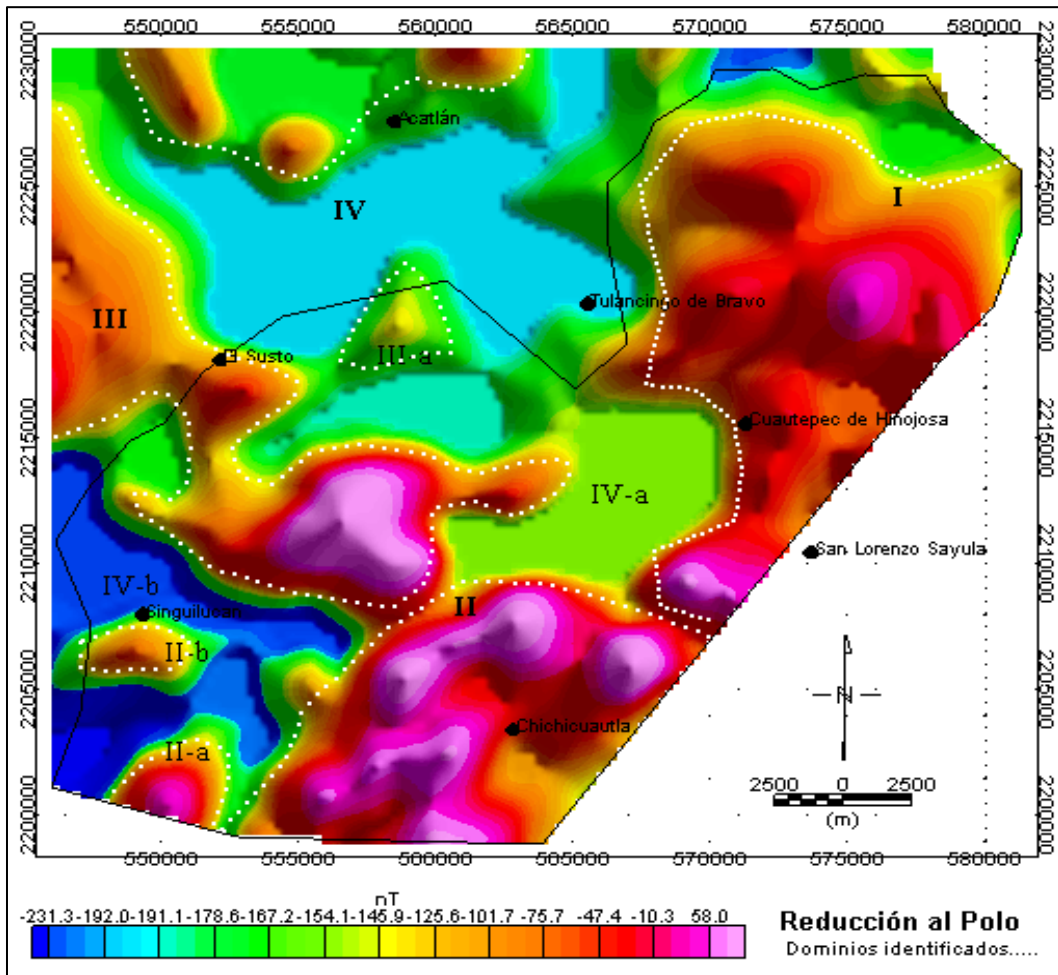 550000 555000 560000 565000 570000 575000 580000
2230000 2230000
Acatlán
2225000 2225000
IV I
2220000 2220000
Tulancingo de Bravo
III
III-a
El Susto
2215000 2215000
Cuautepec de Hinojosa
IV-a
2210000 2210000
San Lorenzo Sayula
IV-b
II
Singuilucan
II-b
2205000 2205000
N
Chichicuautla
II-a
2200000 2200000
2500 0 2500
(m)
550000 555000 560000 565000 570000 575000 580000
nT
-231.3 -192.0 -191.1 -178.6 -167.2 -154.1 -145.9 -125.6 -101.7 -75.7 -47.4 -10.3 58.0
Reducción al Polo
Dominios identificados.....